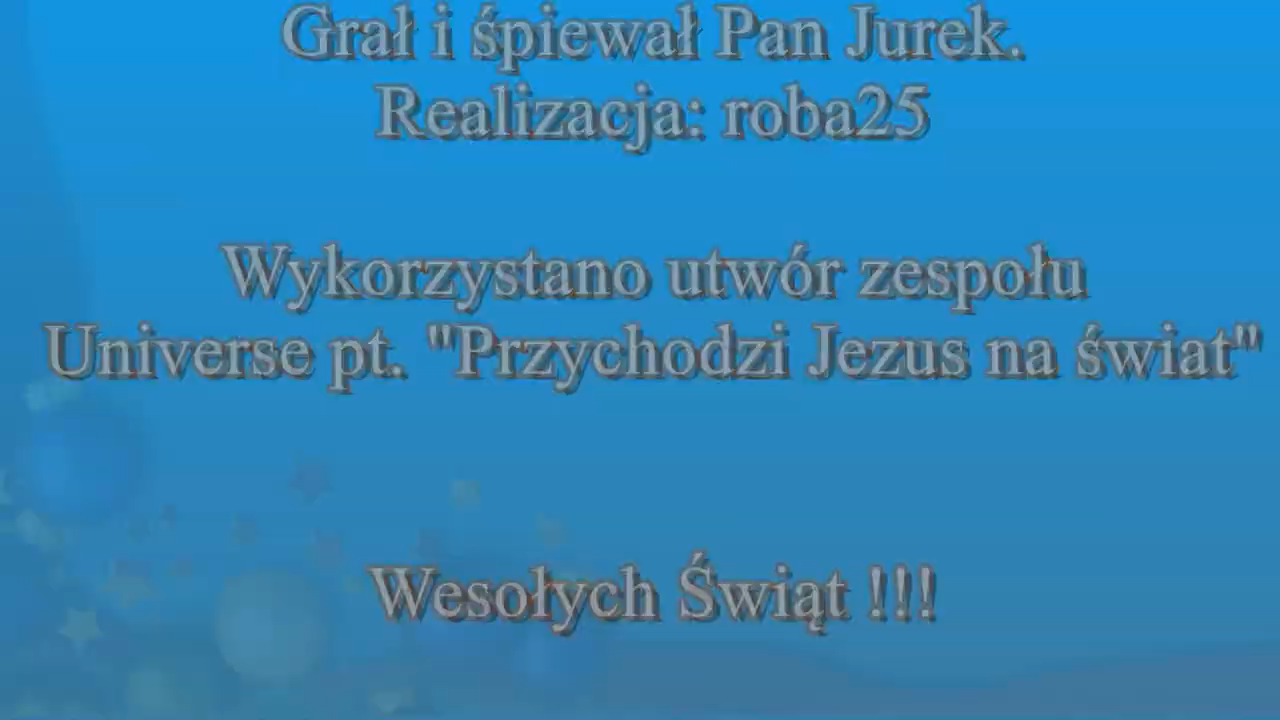 Grał i śpiewał Pan Jurek.
Realizacja: roba25
Wykorzystano utwór zespołu
Universe pt. "Przychodzi Jezus na świat"
Wesołych Świąt !!!